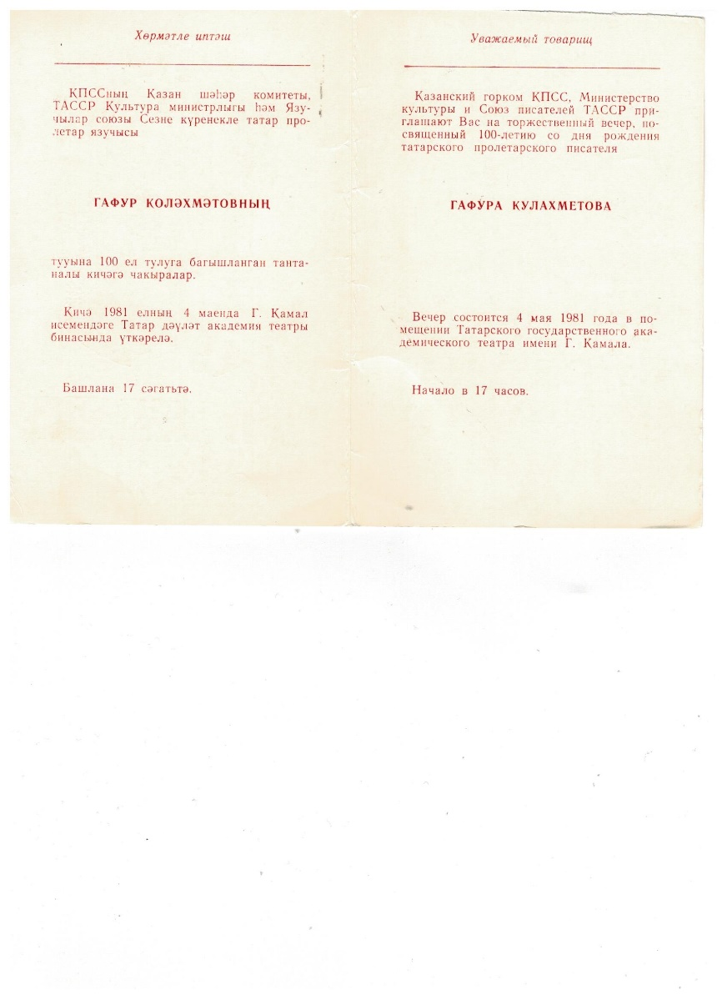 Хөрмәтле иптәш
КПССның Казан шәһәр комитеты,
ТАССР Культура министрлыгы һәм Язу-
чылар союзы Сезне күренекле татар про-
летар язучысы
ГАФУР КОЛӘХМӘТОВНЫҢ
тууына 100 ел тулуга багышланган танта-
налы кичәгә чакыралар.
Кичә 1981 елның 4 маенда Г. Камал
исемендәге Татар дәүләт академия театры
бинасында үткәрелә.
Башлана 17 сәгатьтә.
Уважаемый товарищ
Казанский горком КПСС, Министерство
культуры и Союз писателей ТАССР при-
глашают Вас на торжественный вечер, по-
священный 100-летию со дня рождения
татарского пролетарского писателя
ГАФУРА КУЛАХМЕТОВА
Вечер состоится 4 мая 1981 года в по-
мещении Татарского государственного ака-
демического театра имени Г. Камала.
Начало в 17 часов.